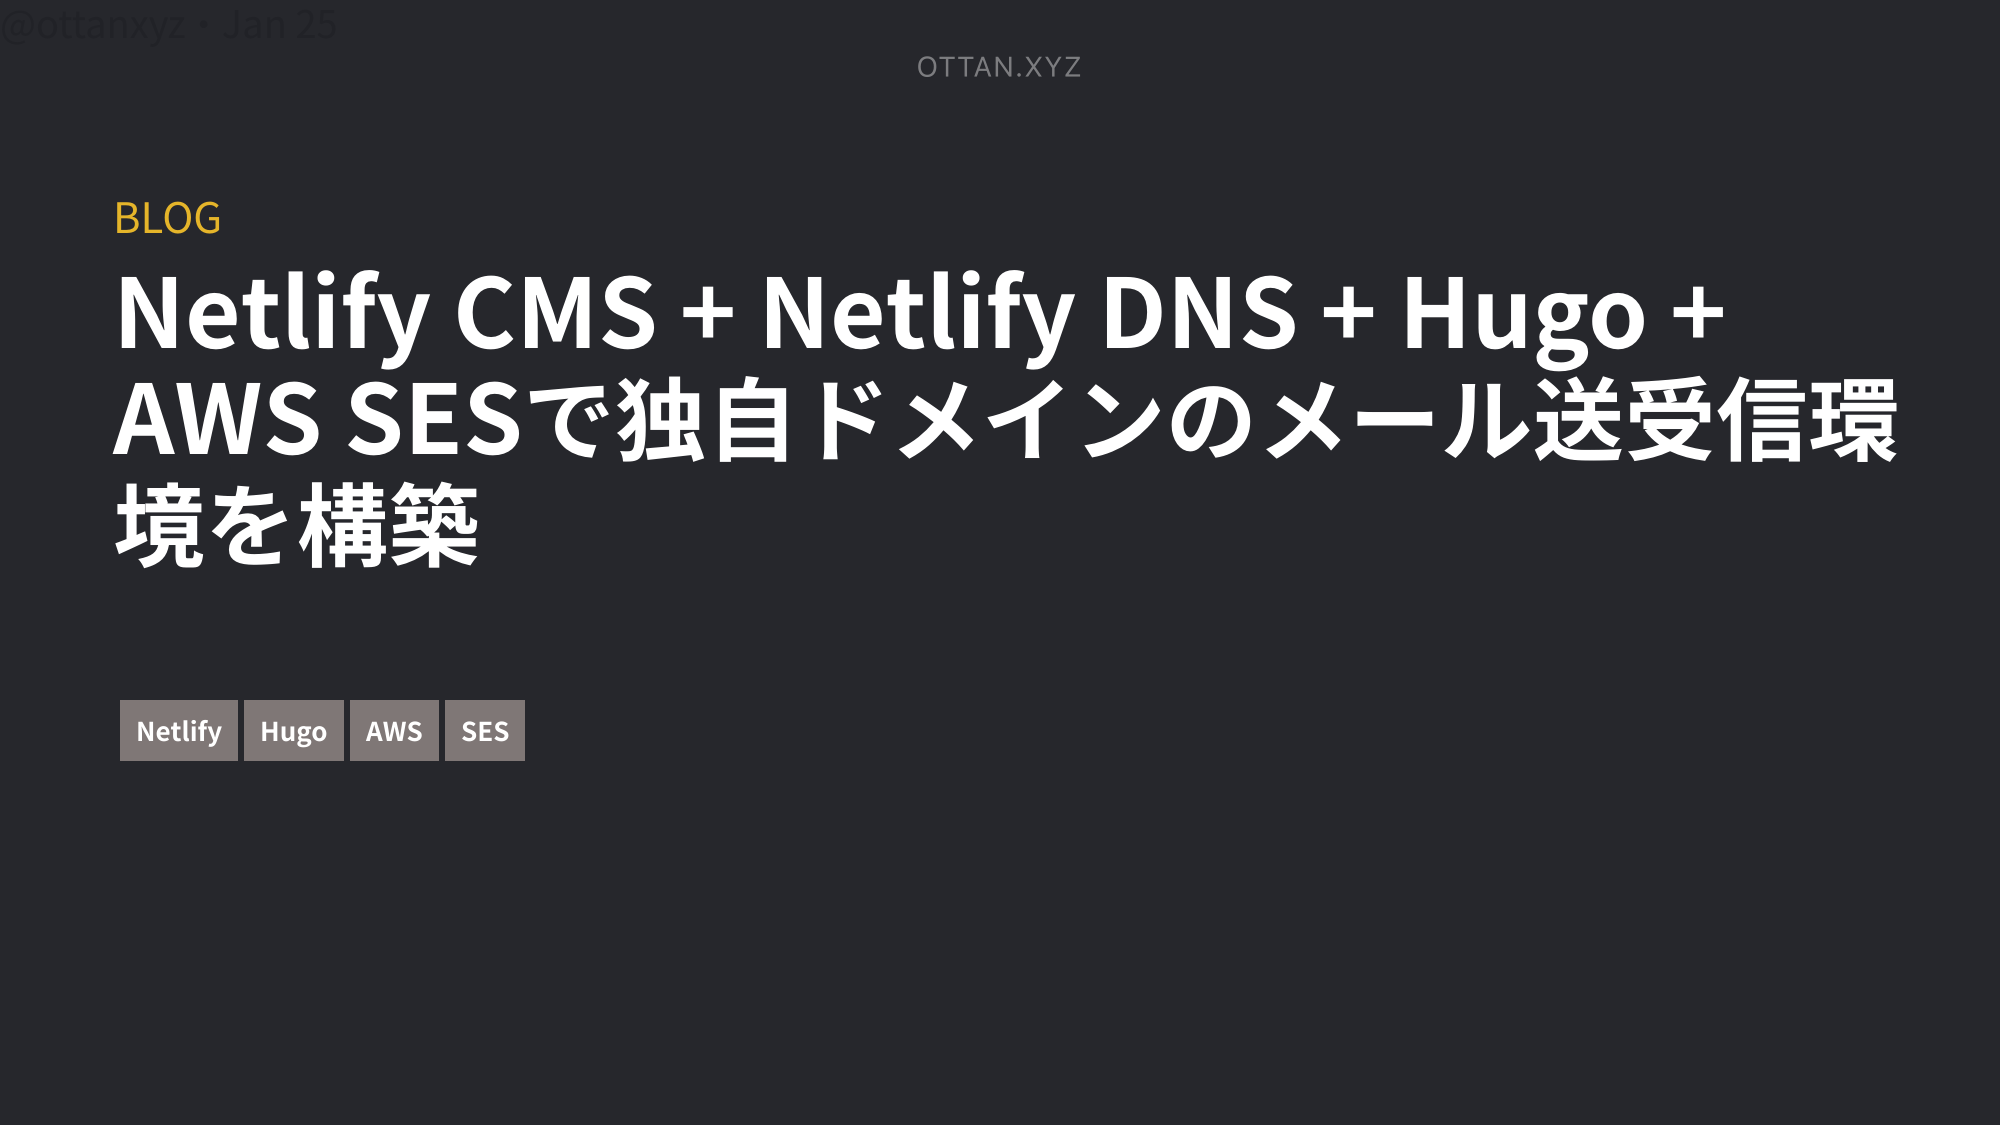 @ottanxyz・Jan 25
OTTAN.XYZ
BLOG
Netlify CMS + Netlify DNS + Hugo +
AWS SESで独自ドメインのメール送受信環
境を構築
Netlify Hugo AWS SES